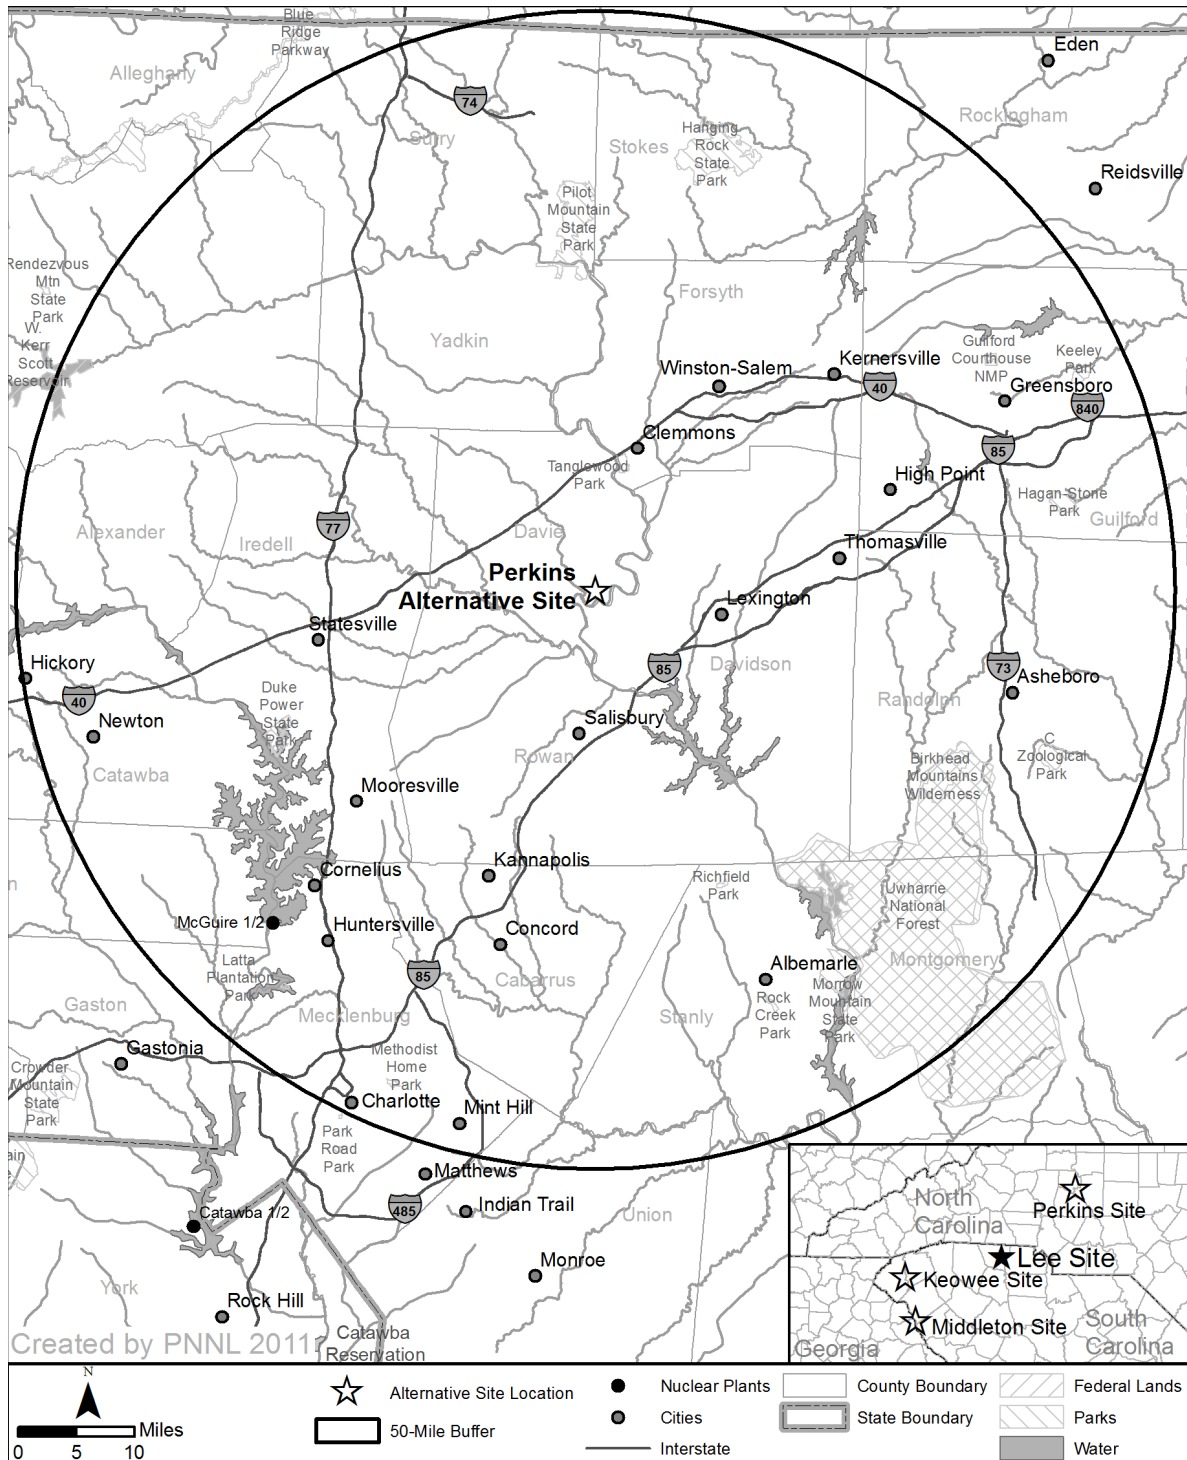 Blue
Ridge
Parkway
Eden
Alleghany
74
Surry
Stokes
Hanging
Rock
State
Park
Rockingham
Reidsville
Pilot
Mountain
State
Park
Rendezvous
Mtn
State
Park
W.
Kerr
Scott
Reservoir
Forsyth
Yadkin
Winston-Salem
Kernersville
40
Guilford
Courthouse
NMP
Keeley
Park
Greensboro
840
Clemmons
85
Tanglewood
Park
High Point
Hagan-Stone
Park
Guilford
Alexander
77
Iredell
Davie
Thomasville
Perkins
Alternative Site
Lexington
Statesville
Hickory
85
Davidson
73
Asheboro
40
Duke
Power
State
Park
Randolph
Newton
Salisbury
Rowan
C
Zoological
Park
Catawba
Birkhead
Mountains
Wilderness
Mooresville
Kannapolis
Cornelius
Richfield
Park
n
Uwharrie
National
Forest
McGuire 1/2
Huntersville
Concord
Latta
Plantation
Park
85
Cabarrus
Albemarle
Montgomery
Gaston
Mecklenburg
Rock
Creek
Park
Morrow
Mountain
State
Park
Stanly
Gastonia
Methodist
Home
Park
Crowder
Mountain
State
Park
Charlotte
Mint Hill
Park
Road
Park
ain
Matthews
Catawba 1/2
485
Indian Trail
Union
North
Carolina
Perkins Site
Lee Site
Keowee Site
Monroe
York
Rock Hill
Middleton Site
South
Carolina
Georgia
Created by PNNL 2011
Catawba
Reservation
N
Miles
0 5 10
Alternative Site Location
50-Mile Buffer
Nuclear Plants
Cities
Interstate
County Boundary
State Boundary
Federal Lands
Parks
Water